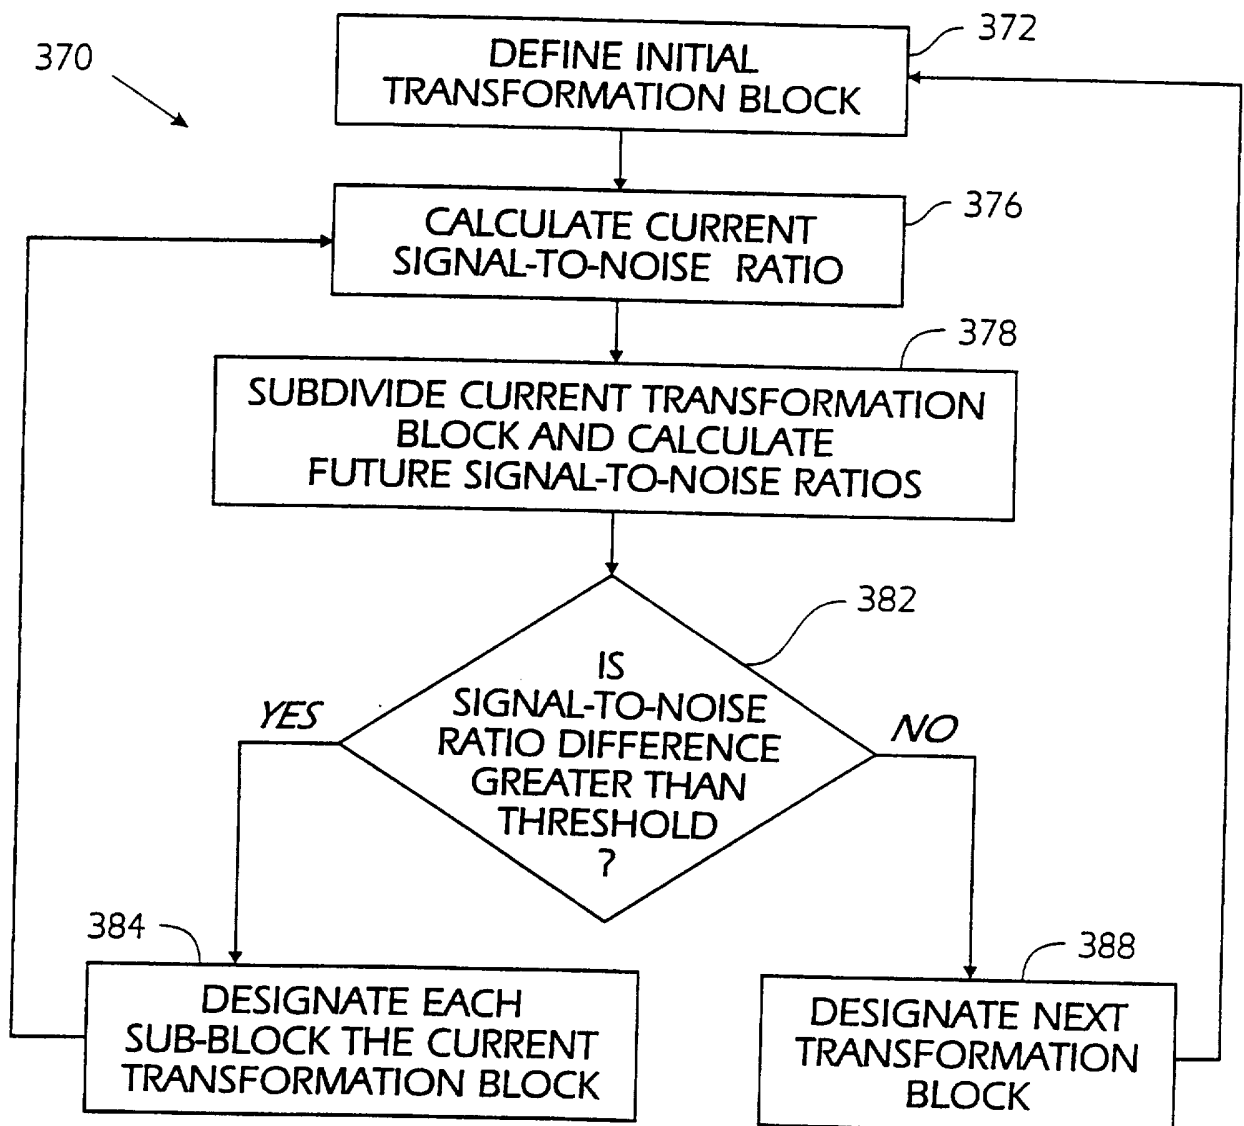 370
372
DEFINE INITIAL
TRANSFORMATION BLOCK
376
CALCULATE CURRENT
SIGNAL-TO-NOISE RATIO
378
SUBDIVIDE CURRENT TRANSFORMATION
BLOCK AND CALCULATE
FUTURE SIGNAL-TO-NOISE RATIOS
382
IS
SIGNAL-TO-NOISE
RATIO DIFFERENCE
GREATER THAN
THRESHOLD
?
YES
NO
384
DESIGNATE EACH
SUB-BLOCK THE CURRENT
TRANSFORMATION BLOCK
388
DESIGNATE NEXT
TRANSFORMATION
BLOCK